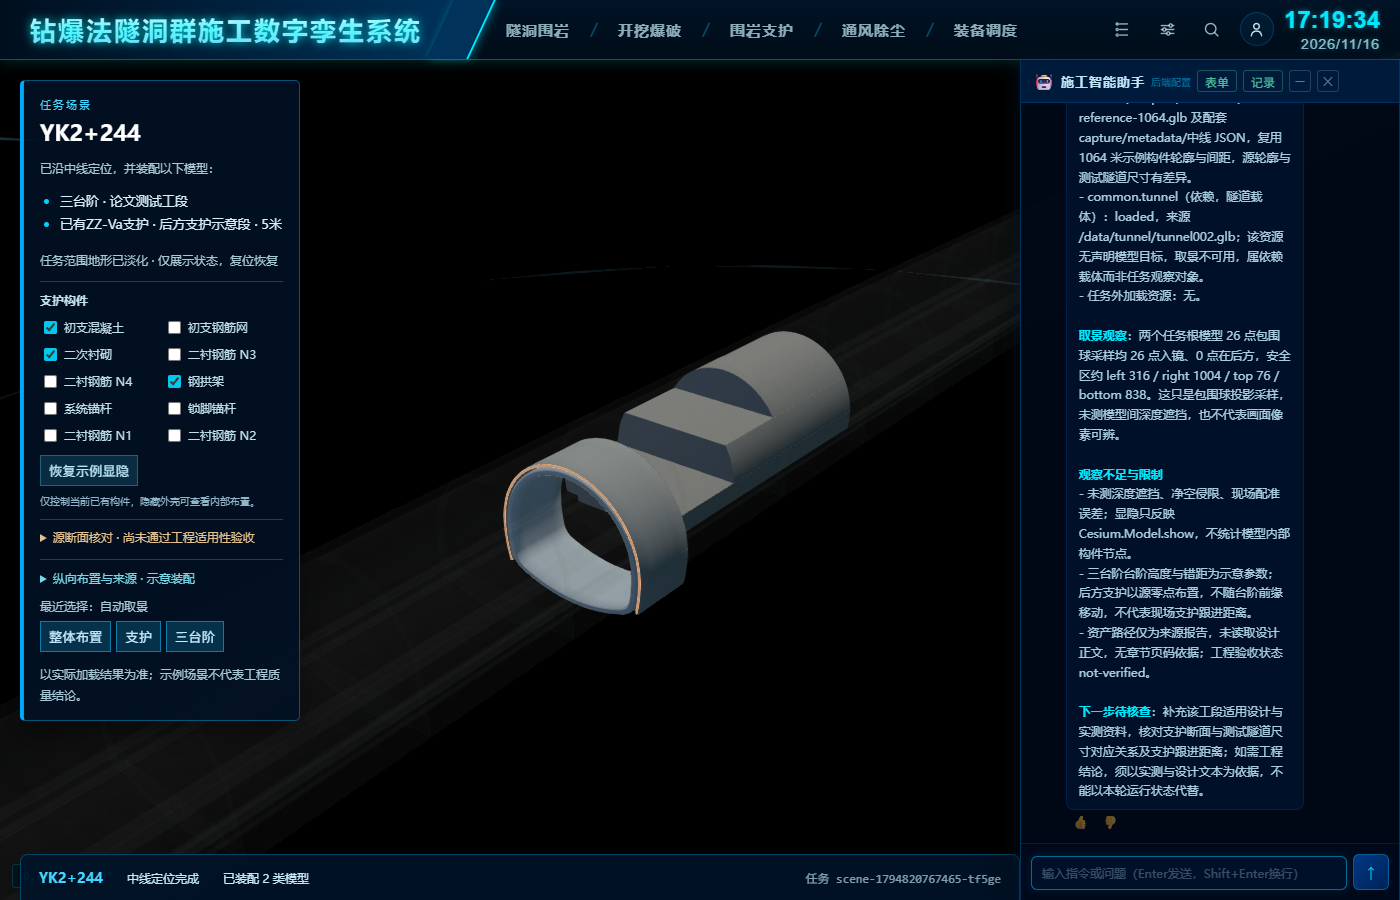 钻爆法隧洞群施工数字孪生系统
隧洞围岩 / 开挖爆破 / 围岩支护 / 通风除尘 / 装备调度
17:19:34
2026/11/16
任务场景
YK2+244
已沿中线定位，并装配以下模型：
三台阶 · 论文测试工段
已有ZZ-Va支护 · 后方支护示意段 · 5米
任务范围地形已淡化 · 仅展示状态，复位恢复
支护构件
初支混凝土
初支钢筋网
二次衬砌
二衬钢筋 N3
二衬钢筋 N4
钢拱架
系统锚杆
锁脚锚杆
二衬钢筋 N1
二衬钢筋 N2
恢复示例显隐
仅控制当前已有构件，隐藏外壳可查看内部布置。
源断面核对 · 尚未通过工程适用性验收
纵向布置与来源 · 示意装配
最近选择：自动取景
整体布置
支护
三台阶
以实际加载结果为准；示例场景不代表工程质
量结论。
YK2+244
中线定位完成
已装配 2 类模型
任务 scene-1794820767465-tf5ge
施工智能助手
后端配置
表单
记录
reference-1064.glb 及配套
capture/metadata/中线 JSON，复用
1064 米示例构件轮廓与间距，源轮廓与
测试隧道尺寸有差异。
- common.tunnel（依赖，隧道载
体）：loaded，来源
/data/tunnel/tunnel002.glb；该资源
无声明模型目标，取景不可用，属依赖
载体而非任务观察对象。
- 任务外加载资源：无。
取景观察：两个任务根模型 26 点包围
球采样均 26 点入镜、0 点在后方，安全
区约 left 316 / right 1004 / top 76 /
bottom 838。这只是包围球投影采样，
未测模型间深度遮挡，也不代表画面像
素可辨。
观察不足与限制
- 未测深度遮挡、净空侵限、现场配准
误差；显隐只反映
Cesium.Model.show，不统计模型内部
构件节点。
- 三台阶台阶高度与错距为示意参数；
后方支护以源零点布置，不随台阶前缘
移动，不代表现场支护跟进距离。
- 资产路径仅为来源报告，未读取设计
正文，无章节页码依据；工程验收状态
not-verified。
下一步待核查：补充该工段适用设计与
实测资料，核对支护断面与测试隧道尺
寸对应关系及支护跟进距离；如需工程
结论，须以实测与设计文本为依据，不
能以本轮运行状态代替。
输入指令或问题（Enter发送，Shift+Enter换行）